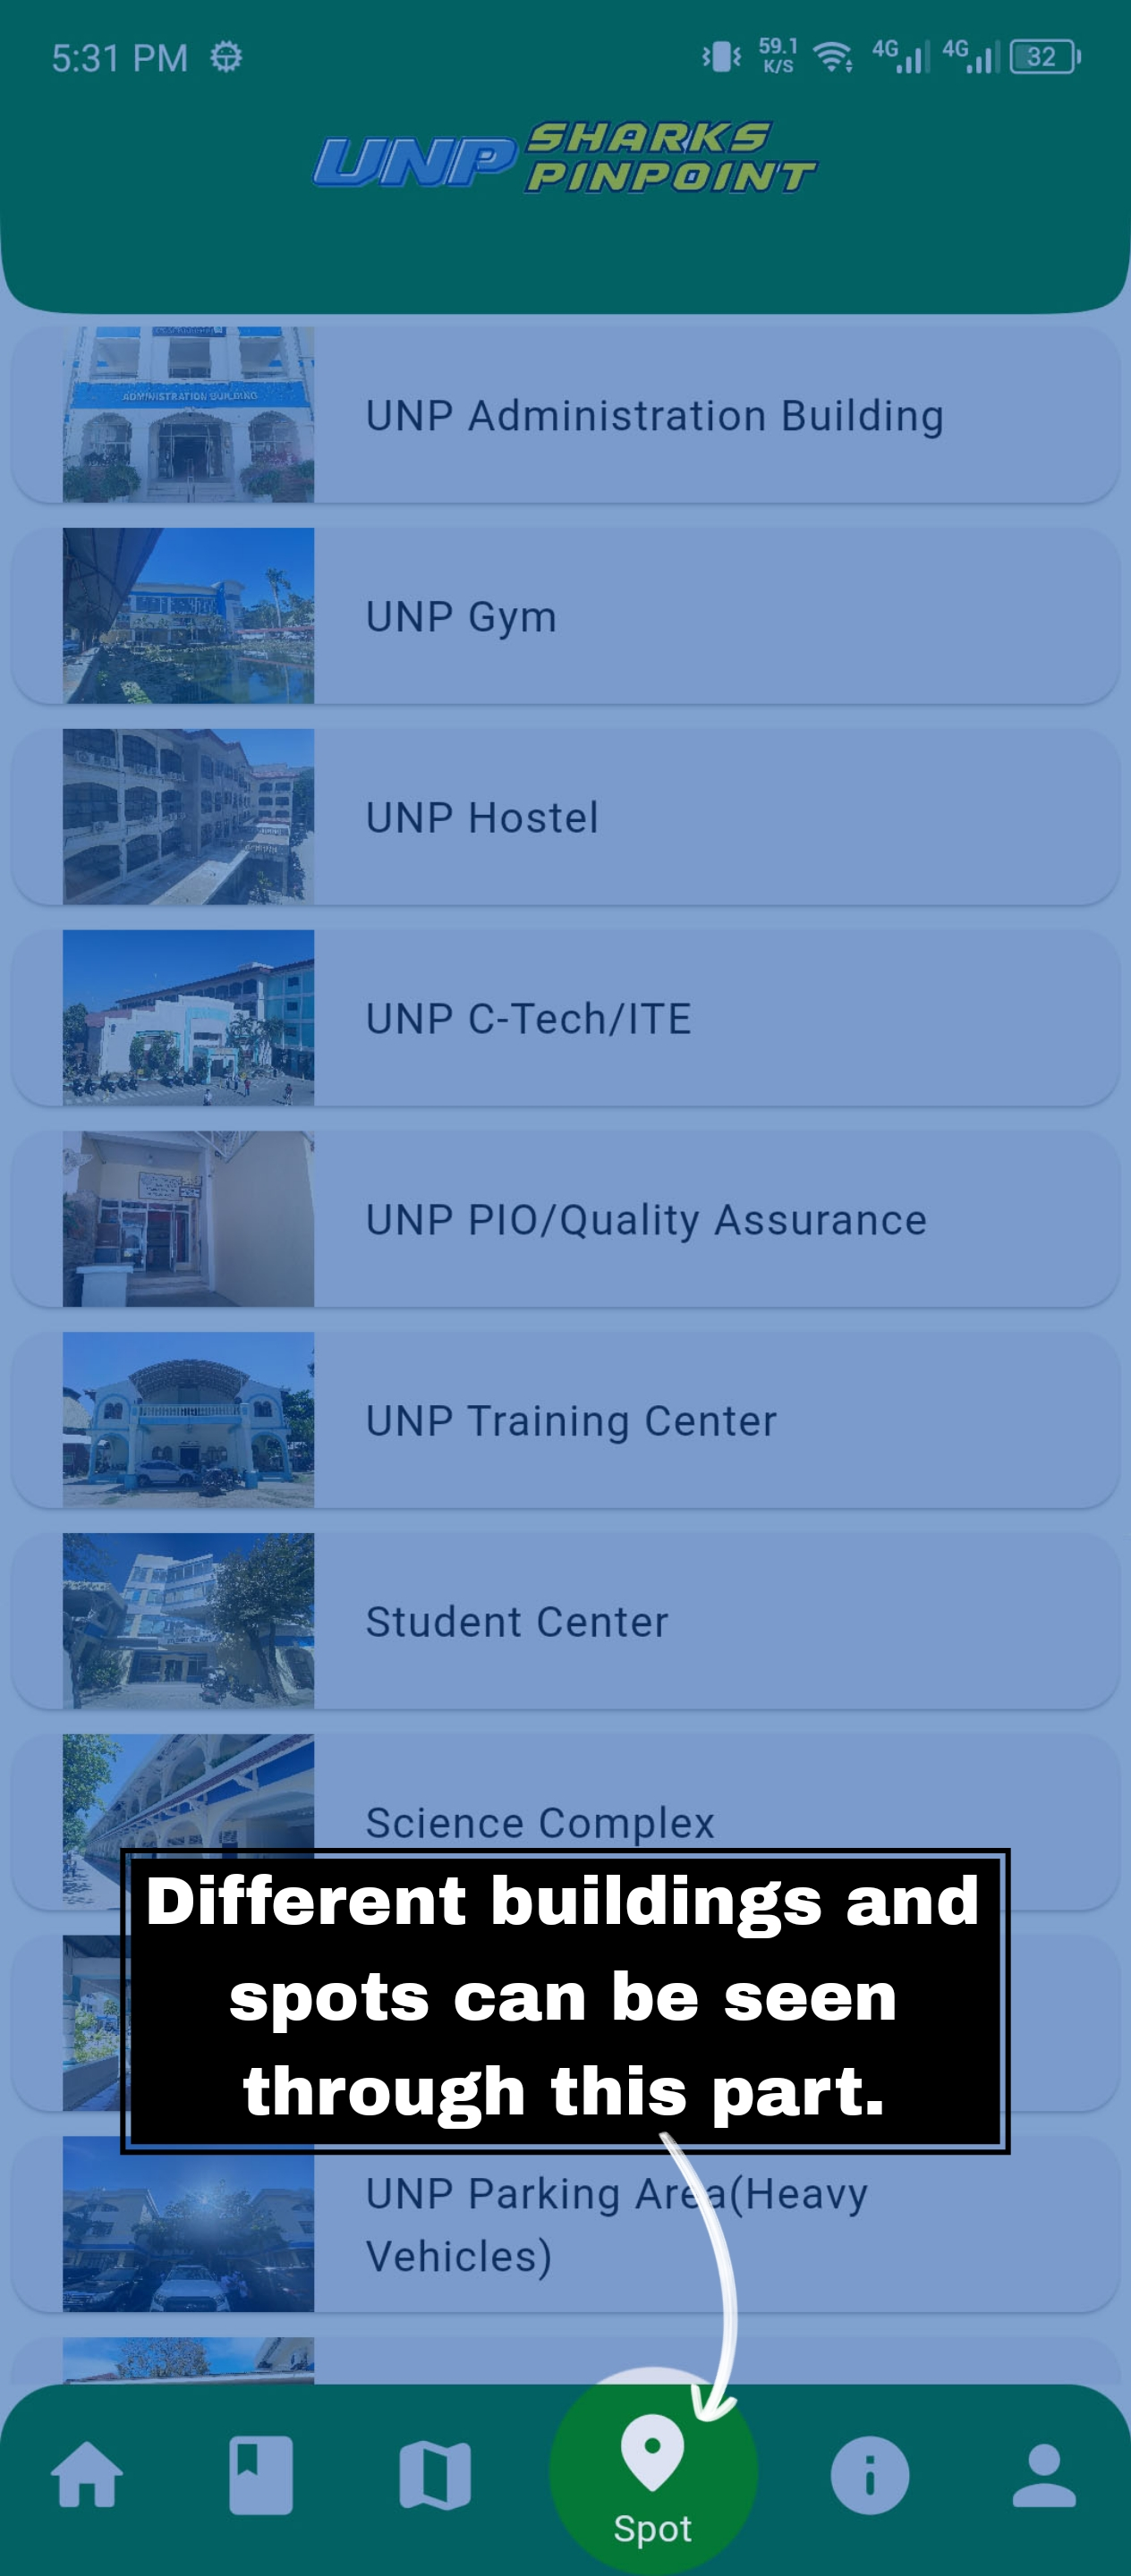 5:31 PM
59.1
K/S
4G
4G
32
UNP SHARKS
PINPOINT
ADMINISTRATION BUILDING
UNP Administration Building
UNP Gym
UNP Hostel
UNP C-Tech/ITE
UNP PIO/Quality Assurance
UNP Training Center
Student Center
Science Complex
Different buildings and
spots can be seen
through this part.
UNP Parking Area(Heavy
Vehicles)
Spot